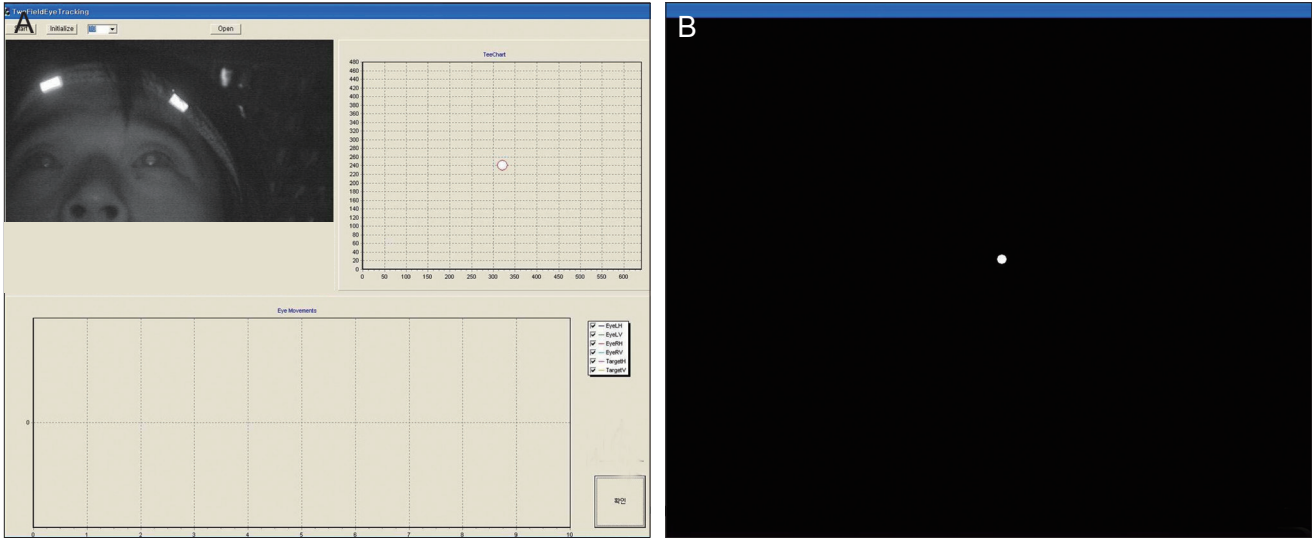 A
TwoFieldEyeTracking
Start Initialize Open
TeeChart
480
460
440
420
400
380
360
340
320
300
280
260
240
220
200
180
160
140
120
100
80
60
40
20
0
0 50 100 150 200 250 300 350 400 450 500 550 600
Eye Movements
0
0 1 2 3 4 5 6 7 8 9 10
EyeLH
EyeLV
EyeRH
EyeRV
TargetH
TargetV
확인
B